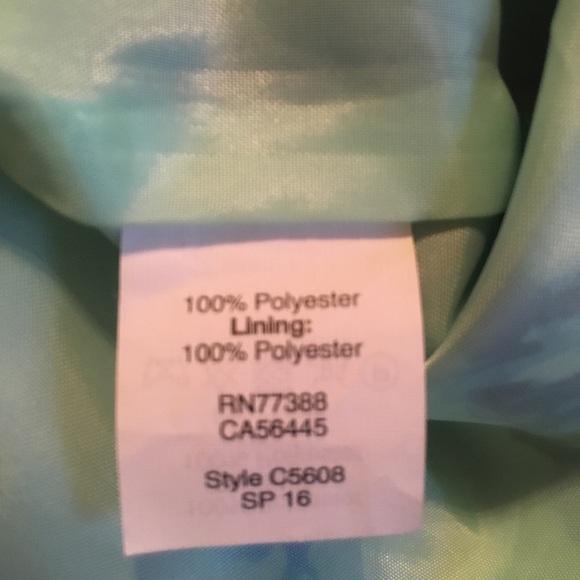 100% Polyester
Lining:
100% Polyester
RN77388
CA56445
Style C5608
SP 16